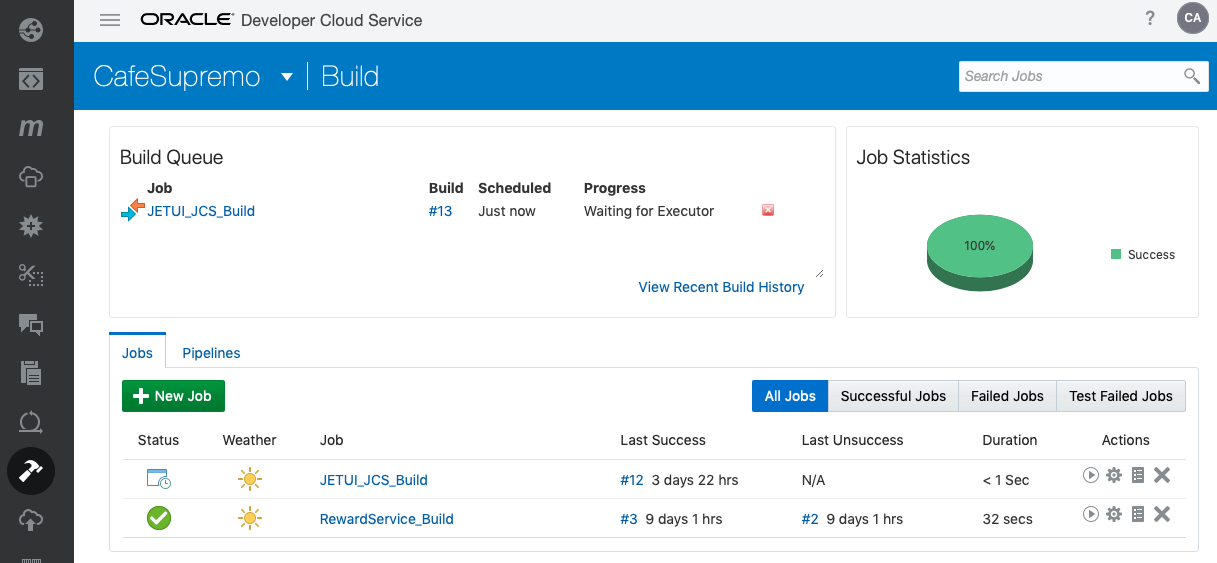 ORACLE Developer Cloud Service ? CA
CafeSupremo Build Search Jobs
m
Build Queue
Job Build Scheduled Progress
JETUI_JCS_Build #13 Just now Waiting for Executor
View Recent Build History
Job Statistics
100%
Success
Jobs Pipelines
New Job All Jobs Successful Jobs Failed Jobs Test Failed Jobs
Status Weather Job Last Success Last Unsuccess Duration Actions
JETUI_JCS_Build #12 3 days 22 hrs N/A < 1 Sec
RewardService_Build #3 9 days 1 hrs #2 9 days 1 hrs 32 secs